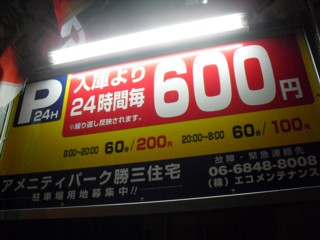 P
24H
入庫より
24時間毎
600円
※繰り返し反映されます。
8:00~20:00 60分/200円 20:00~8:00 60分/100円
アメニティパーク勝三住宅
駐車場用地募集中!!
故障・緊急連絡先
06-6848-8008
(株)エコメンテナンス